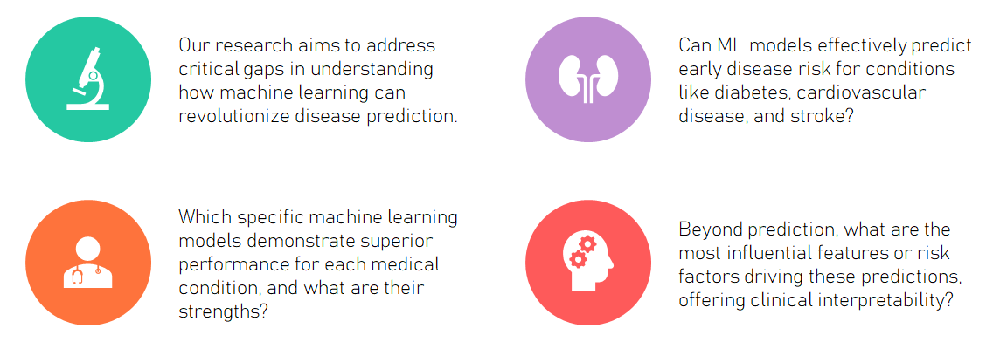 Our research aims to address
critical gaps in understanding
how machine learning can
revolutionize disease prediction.
Can ML models effectively predict
early disease risk for conditions
like diabetes, cardiovascular
disease, and stroke?
Which specific machine learning
models demonstrate superior
performance for each medical
condition, and what are their
strengths?
Beyond prediction, what are the
most influential features or risk
factors driving these predictions,
offering clinical interpretability?